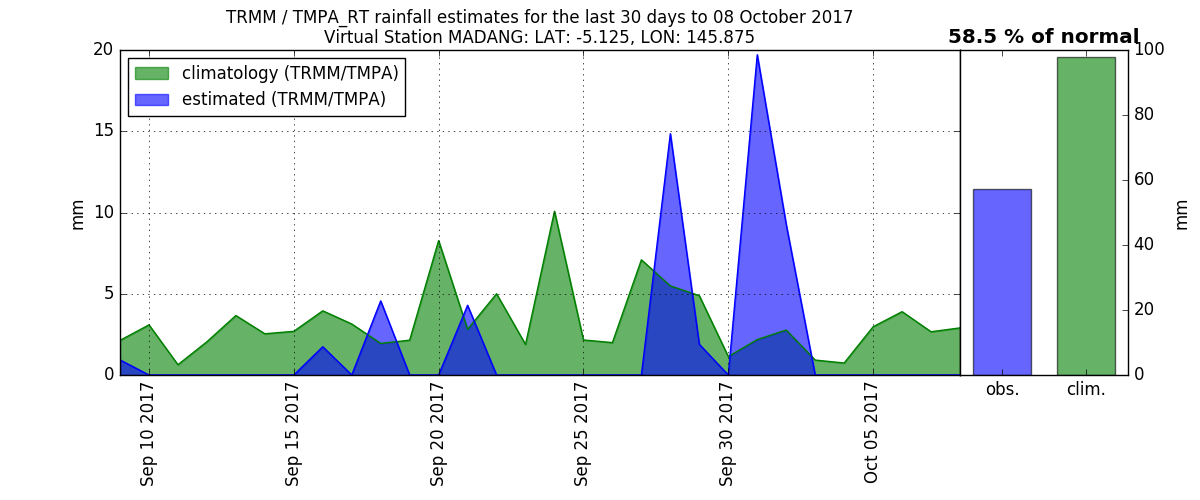 TRMM / TMPA_RT rainfall estimates for the last 30 days to 08 October 2017
Virtual Station MADANG: LAT: -5.125, LON: 145.875
58.5 % of normal
climatology (TRMM/TMPA)
estimated (TRMM/TMPA)
20
15
10
5
0
mm
Sep 10 2017
Sep 15 2017
Sep 20 2017
Sep 25 2017
Sep 30 2017
Oct 05 2017
100
80
60
40
20
0
mm
obs.
clim.